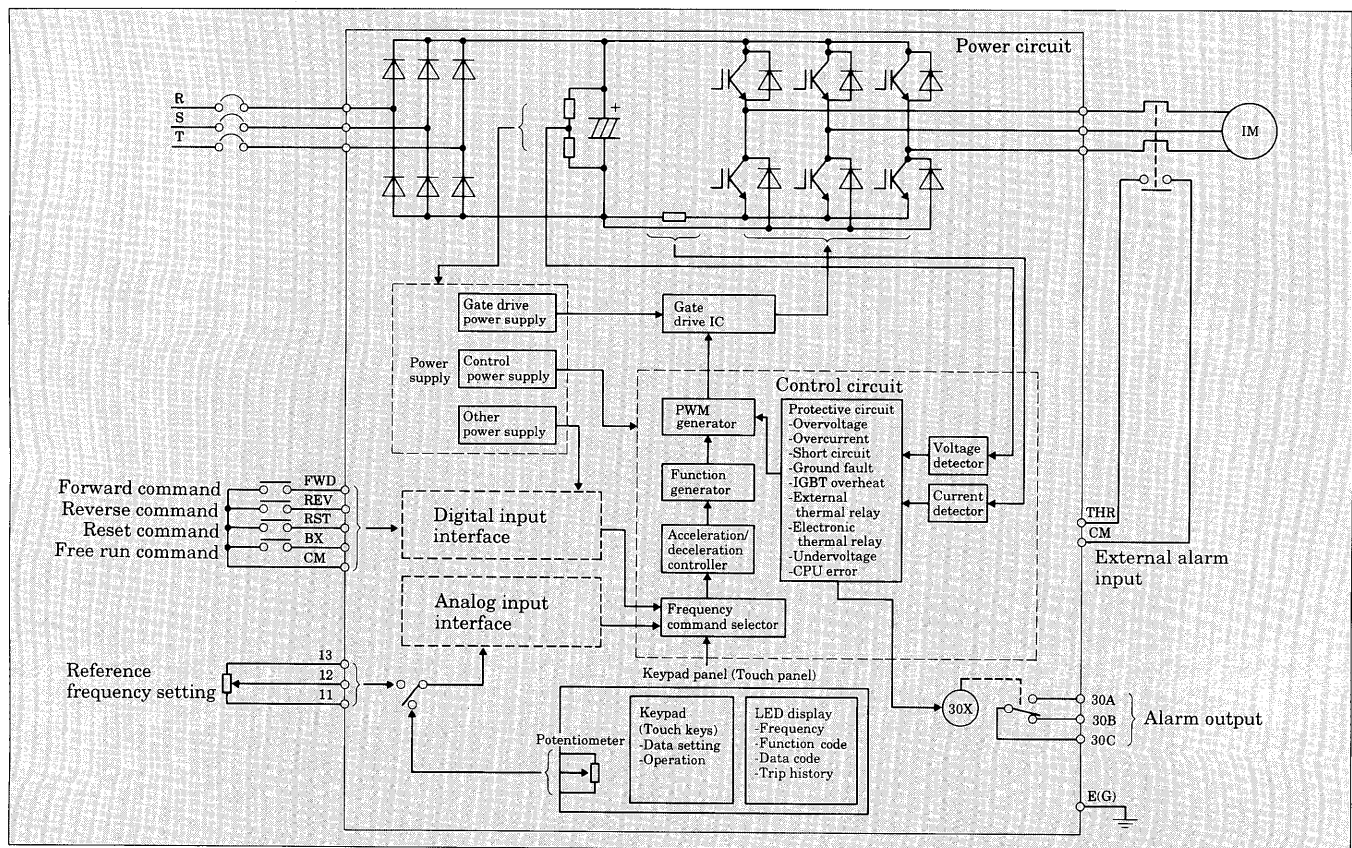 Power circuit
R
S
T
+
IM
Gate drive
power supply
Gate
drive IC
Power
supply
Control
power supply
Other
power supply
Control circuit
PWM
generator
Protective circuit
-Overvoltage
-Overcurrent
-Short circuit
-Ground fault
-IGBT overheat
-External
thermal relay
-Electronic
thermal relay
-Undervoltage
-CPU error
Voltage
detector
Current
detector
Function
generator
Acceleration/
deceleration
controller
Frequency
command selector
Forward command
FWD
Reverse command
REV
Reset command
RST
Free run command
BX
CM
Digital input
interface
Analog input
interface
THR
CM
External alarm
input
Reference
frequency setting
13
12
11
Keypad panel (Touch panel)
Potentiometer
Keypad
(Touch keys)
-Data setting
-Operation
LED display
-Frequency
-Function code
-Data code
-Trip history
30X
30A
30B
30C
Alarm output
E(G)